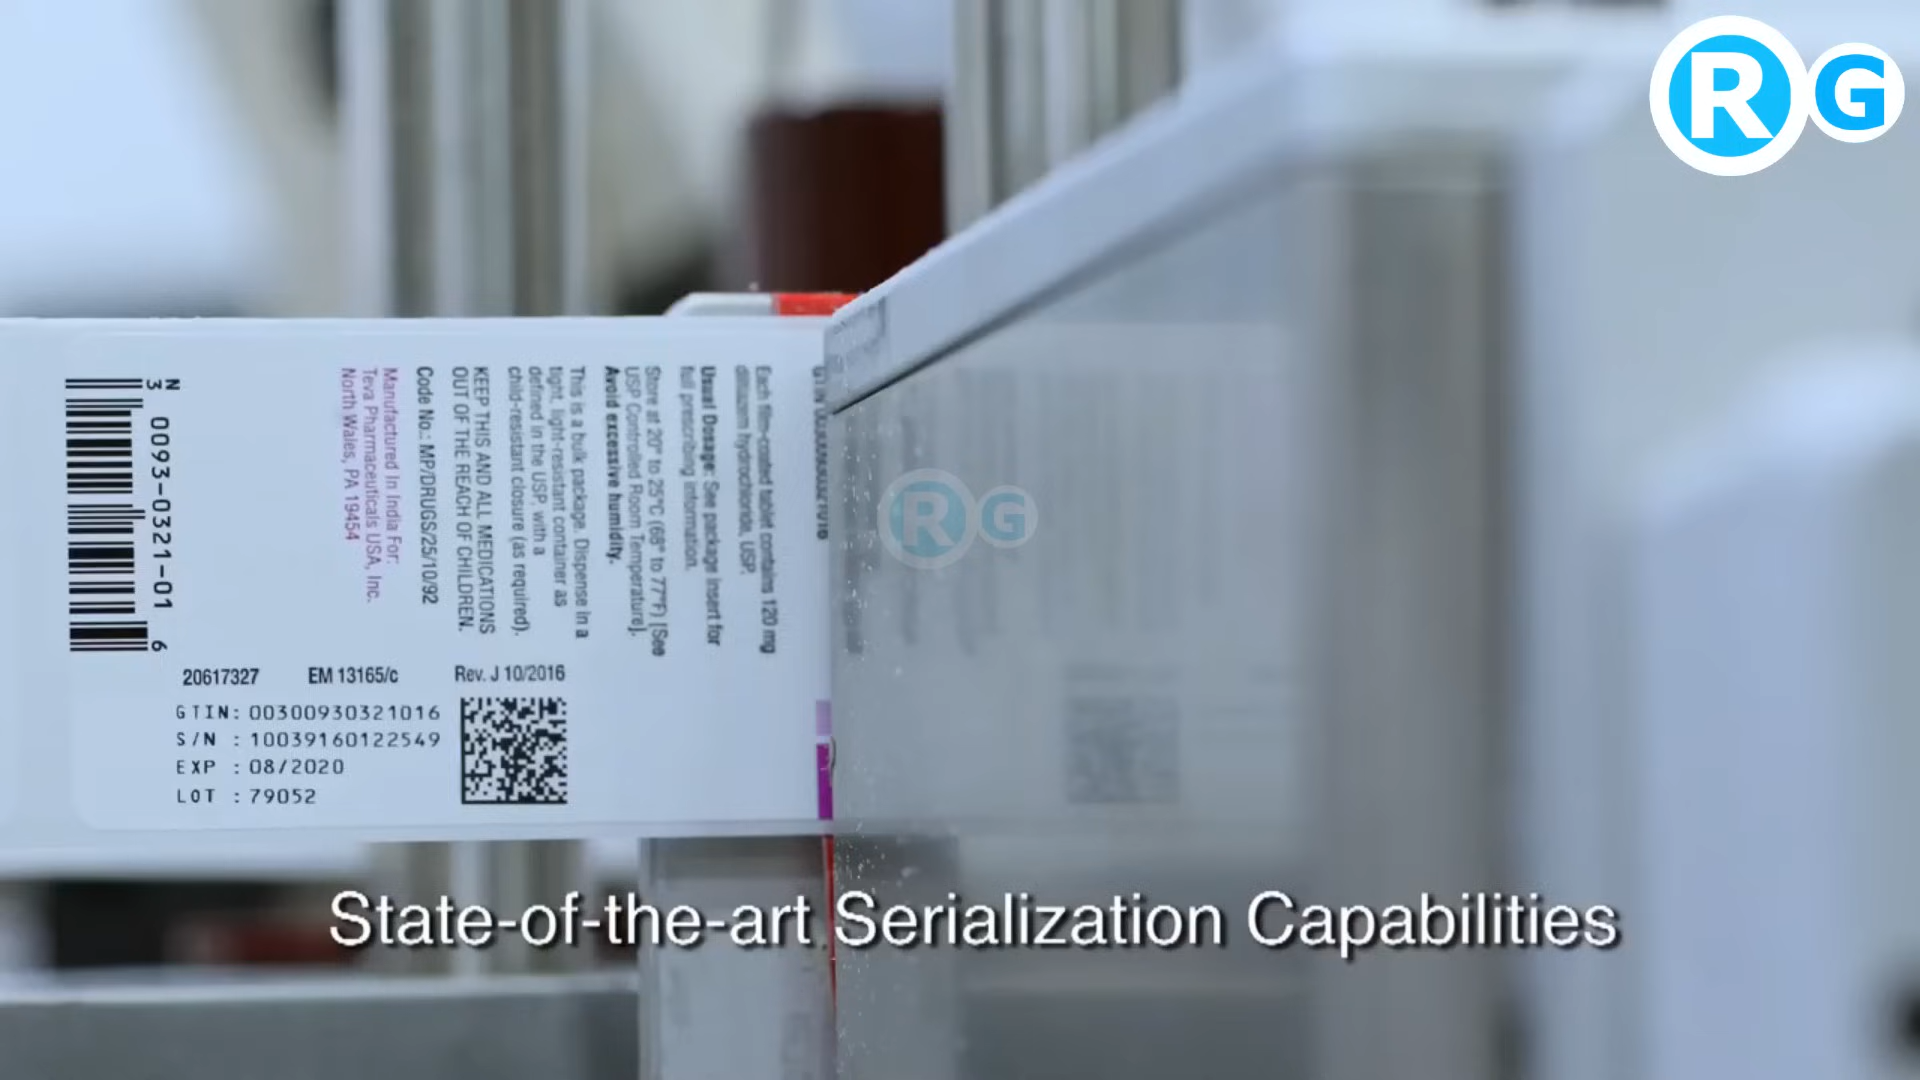 RG
Each film-coated tablet contains 120 mg
diltiazem hydrochloride, USP.
Usual Dosage: See package insert for
full prescribing information.
Store at 20° to 25°C (68° to 77°F) [See
USP Controlled Room Temperature].
Avoid excessive humidity.
This is a bulk package. Dispense in a
tight, light-resistant container as
defined in the USP, with a
child-resistant closure (as required).
KEEP THIS AND ALL MEDICATIONS
OUT OF THE REACH OF CHILDREN.
Code No.: MP/DRUGS/25/10/92
Manufactured In India For:
Teva Pharmaceuticals USA, Inc.
North Wales, PA 19454
N
3 0093-0321-01 6
20617327 EM 13165/c Rev. J 10/2016
GTIN: 00300930321016
S/N : 10039160122549
EXP : 08/2020
LOT : 79052
RG
State-of-the-art Serialization Capabilities